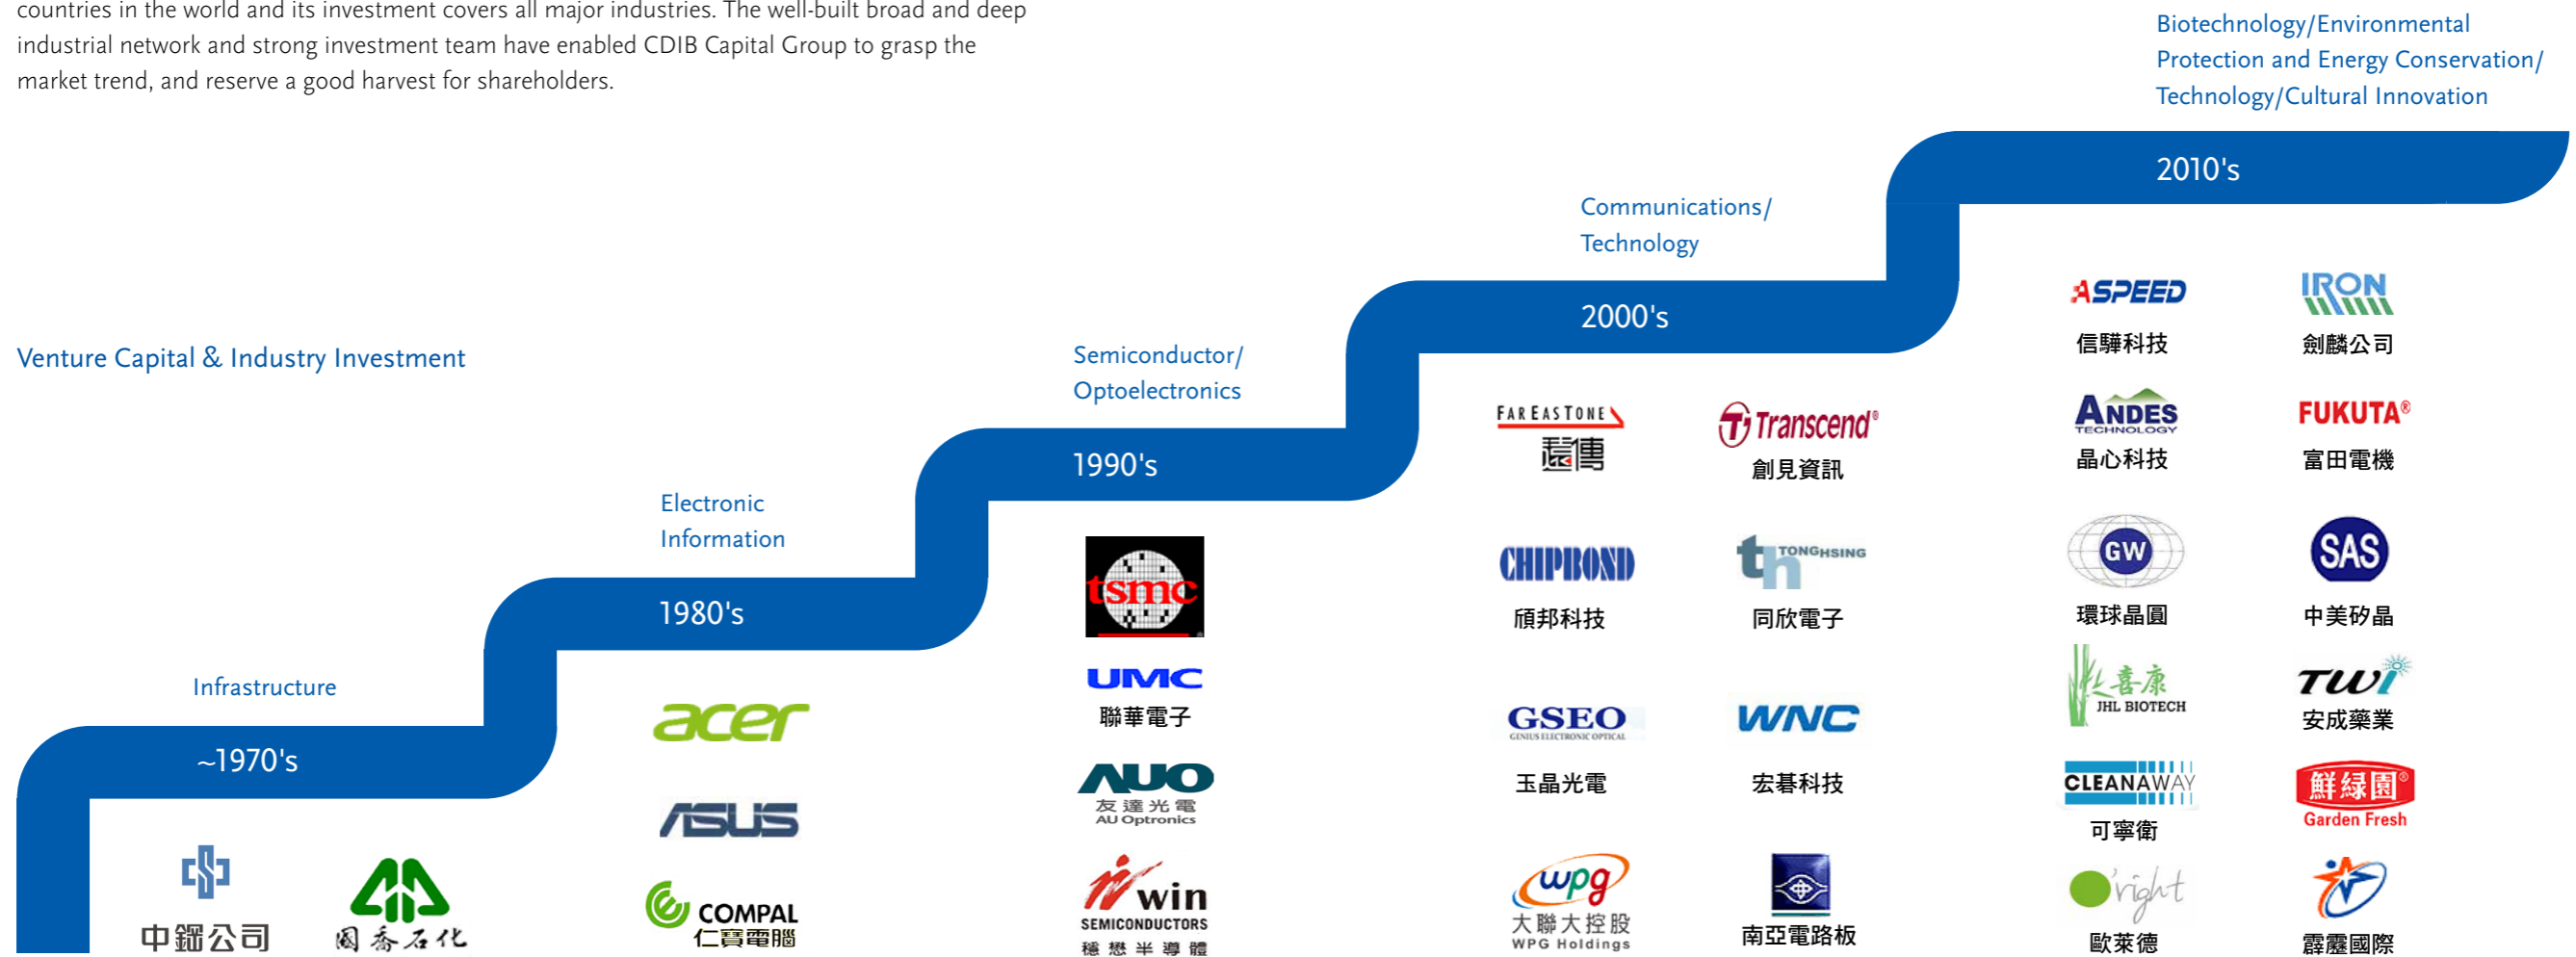 countries in the world and its investment covers all major industries. The well-built broad and deep
industrial network and strong investment team have enabled CDIB Capital Group to grasp the
market trend, and reserve a good harvest for shareholders.
Venture Capital & Industry Investment
Infrastructure
~1970's
中鋼公司
國喬石化
Electronic
Information
1980's
acer
ASUS
COMPAL
仁寶電腦
Semiconductor/
Optoelectronics
1990's
tsmc
UMC
聯華電子
AUO
友達光電
AU Optronics
win
SEMICONDUCTORS
穩懋半導體
Communications/
Technology
2000's
FAREASTONE
遠傳
Transcend®
創見資訊
CHIPBOND
頎邦科技
th TONGHSING
同欣電子
GSEO
GENIUS ELECTRONIC OPTICAL
玉晶光電
WNC
宏碁科技
wpg
大聯大控股
WPG Holdings
南亞電路板
Biotechnology/Environmental
Protection and Energy Conservation/
Technology/Cultural Innovation
2010's
ASPEED
信驊科技
IRON
劍麟公司
ANDES
TECHNOLOGY
晶心科技
FUKUTA®
富田電機
GW
環球晶圓
SAS
中美矽晶
喜康
JHL BIOTECH
TWi
安成藥業
CLEANAWAY
可寧衛
鮮綠園®
Garden Fresh
O'right
歐萊德
霹靂國際